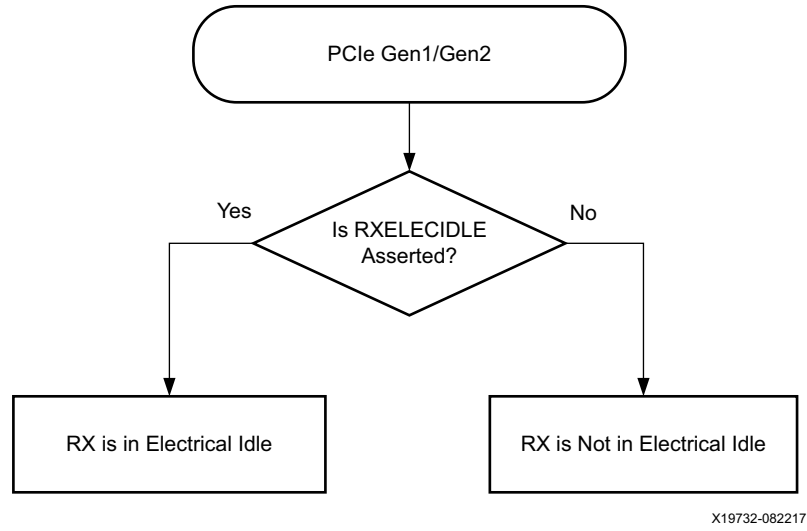 PCIe Gen1/Gen2
Yes
Is RXELECIDLE
Asserted?
No
RX is in Electrical Idle
RX is Not in Electrical Idle
X19732-082217